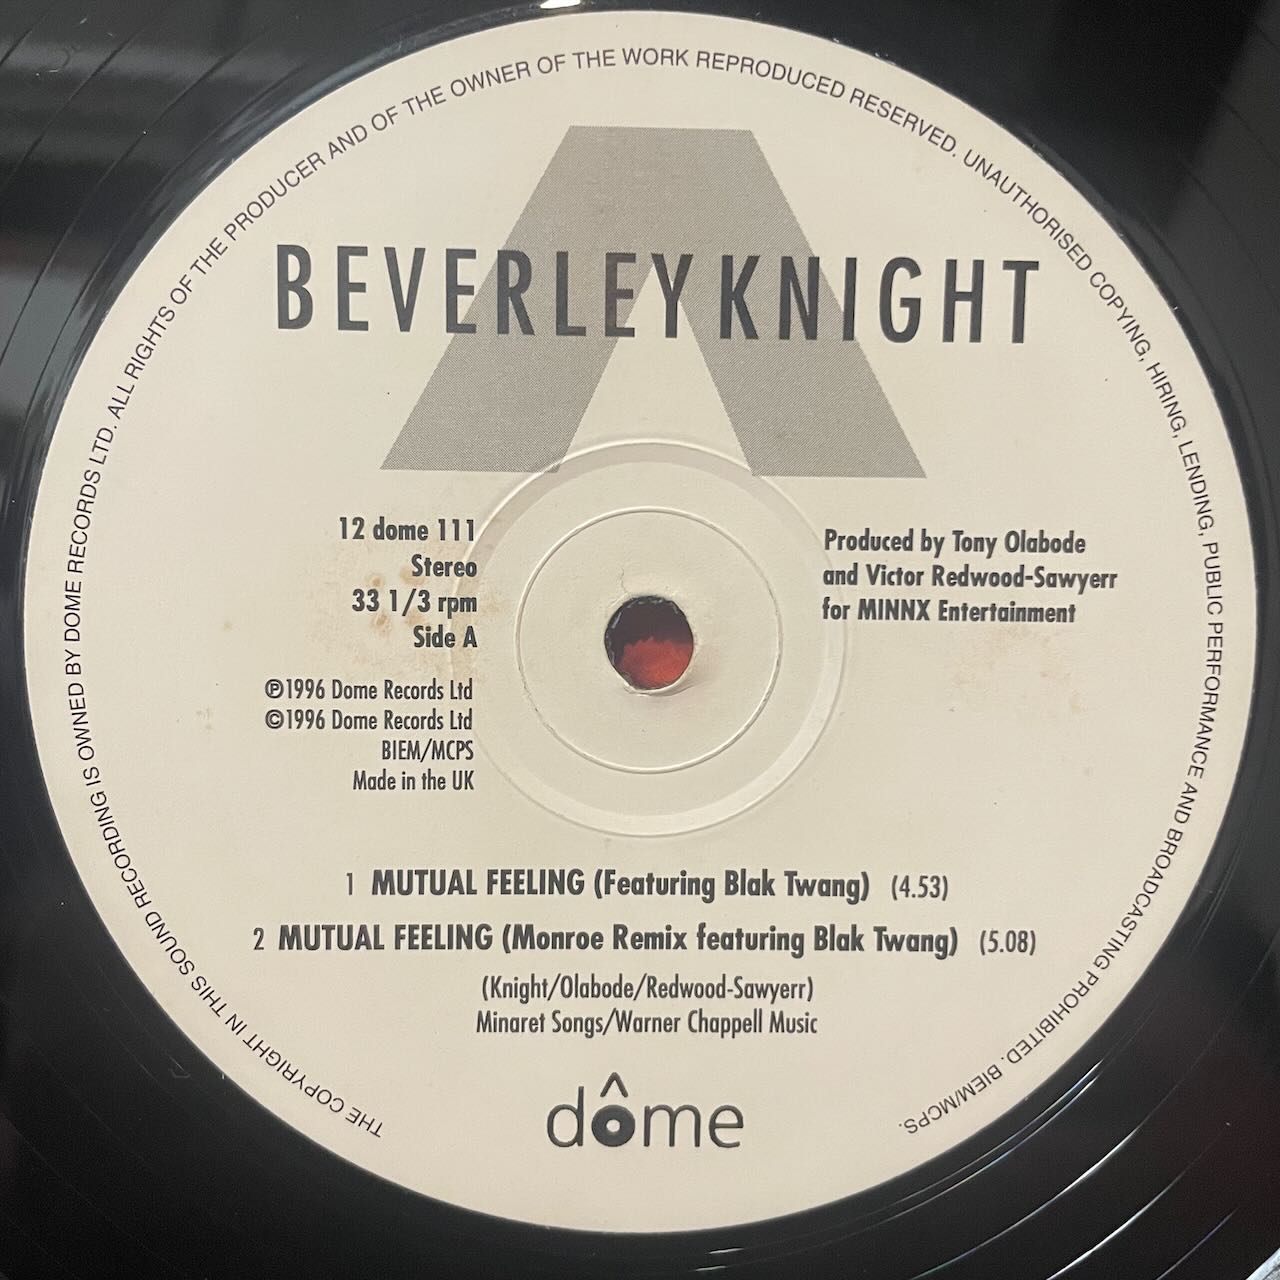 THE COPYRIGHT IN THIS SOUND RECORDING IS OWNED BY DOME RECORDS LTD. ALL RIGHTS OF THE PRODUCER AND OF THE OWNER OF THE WORK REPRODUCED RESERVED. UNAUTHORISED COPYING, HIRING, LENDING, PUBLIC PERFORMANCE AND BROADCASTING PROHIBITED. BIEM/MCPS.
BEVERLEY KNIGHT
12 dome 111
Stereo
33 1/3 rpm
Side A
℗1996 Dome Records Ltd
©1996 Dome Records Ltd
BIEM/MCPS
Made in the UK
Produced by Tony Olabode
and Victor Redwood-Sawyerr
for MINNX Entertainment
1 MUTUAL FEELING (Featuring Blak Twang) (4.53)
2 MUTUAL FEELING (Monroe Remix featuring Blak Twang) (5.08)
(Knight/Olabode/Redwood-Sawyerr)
Minaret Songs/Warner Chappell Music
dôme